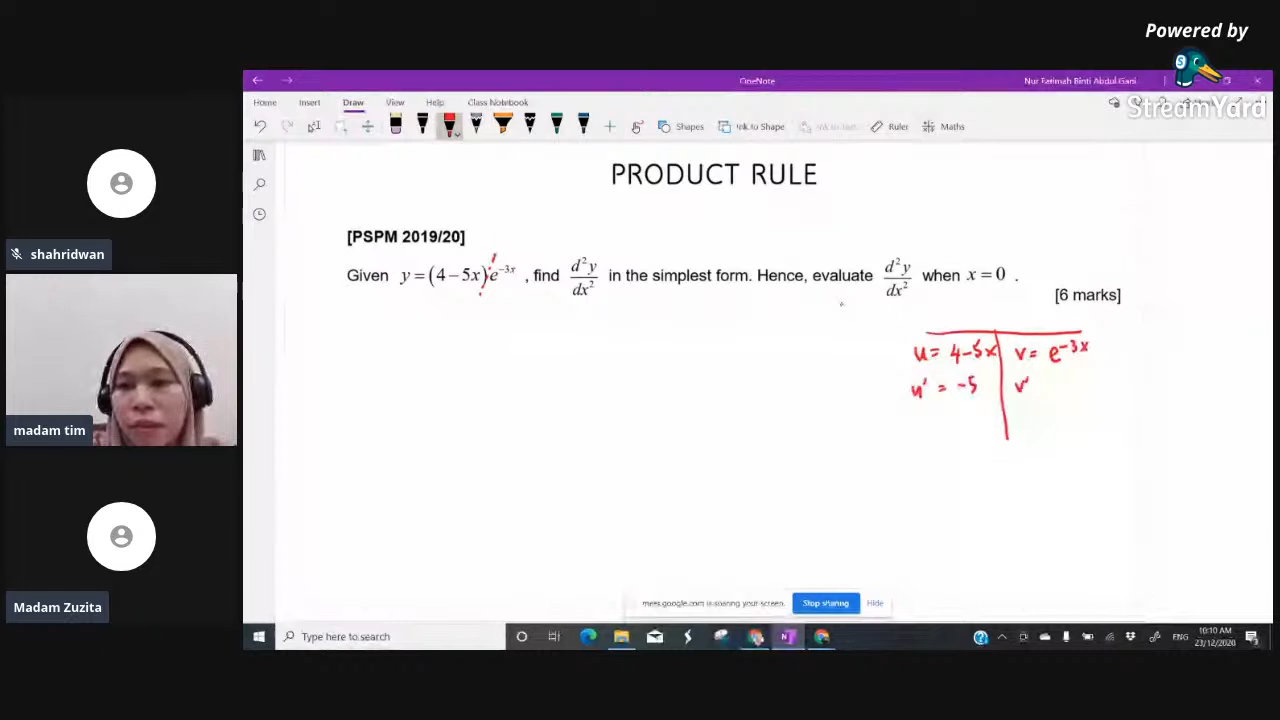 Powered by
StreamYard
OneNote
Nur Fatimah Binti Abdul Gani
Home Insert Draw View Help Class Notebook
Shapes Ink to Shape Ruler Maths
PRODUCT RULE
[PSPM 2019/20]
Given y = (4 − 5x)e^{−3x} , find d²y/dx² in the simplest form. Hence, evaluate d²y/dx² when x = 0 .
[6 marks]
u = 4-5x v = e^{-3x}
u' = -5 v'
shahridwan
madam tim
Madam Zuzita
meet.google.com is sharing your screen. Stop sharing Hide
Type here to search
ENG
10:10 AM
23/12/2020